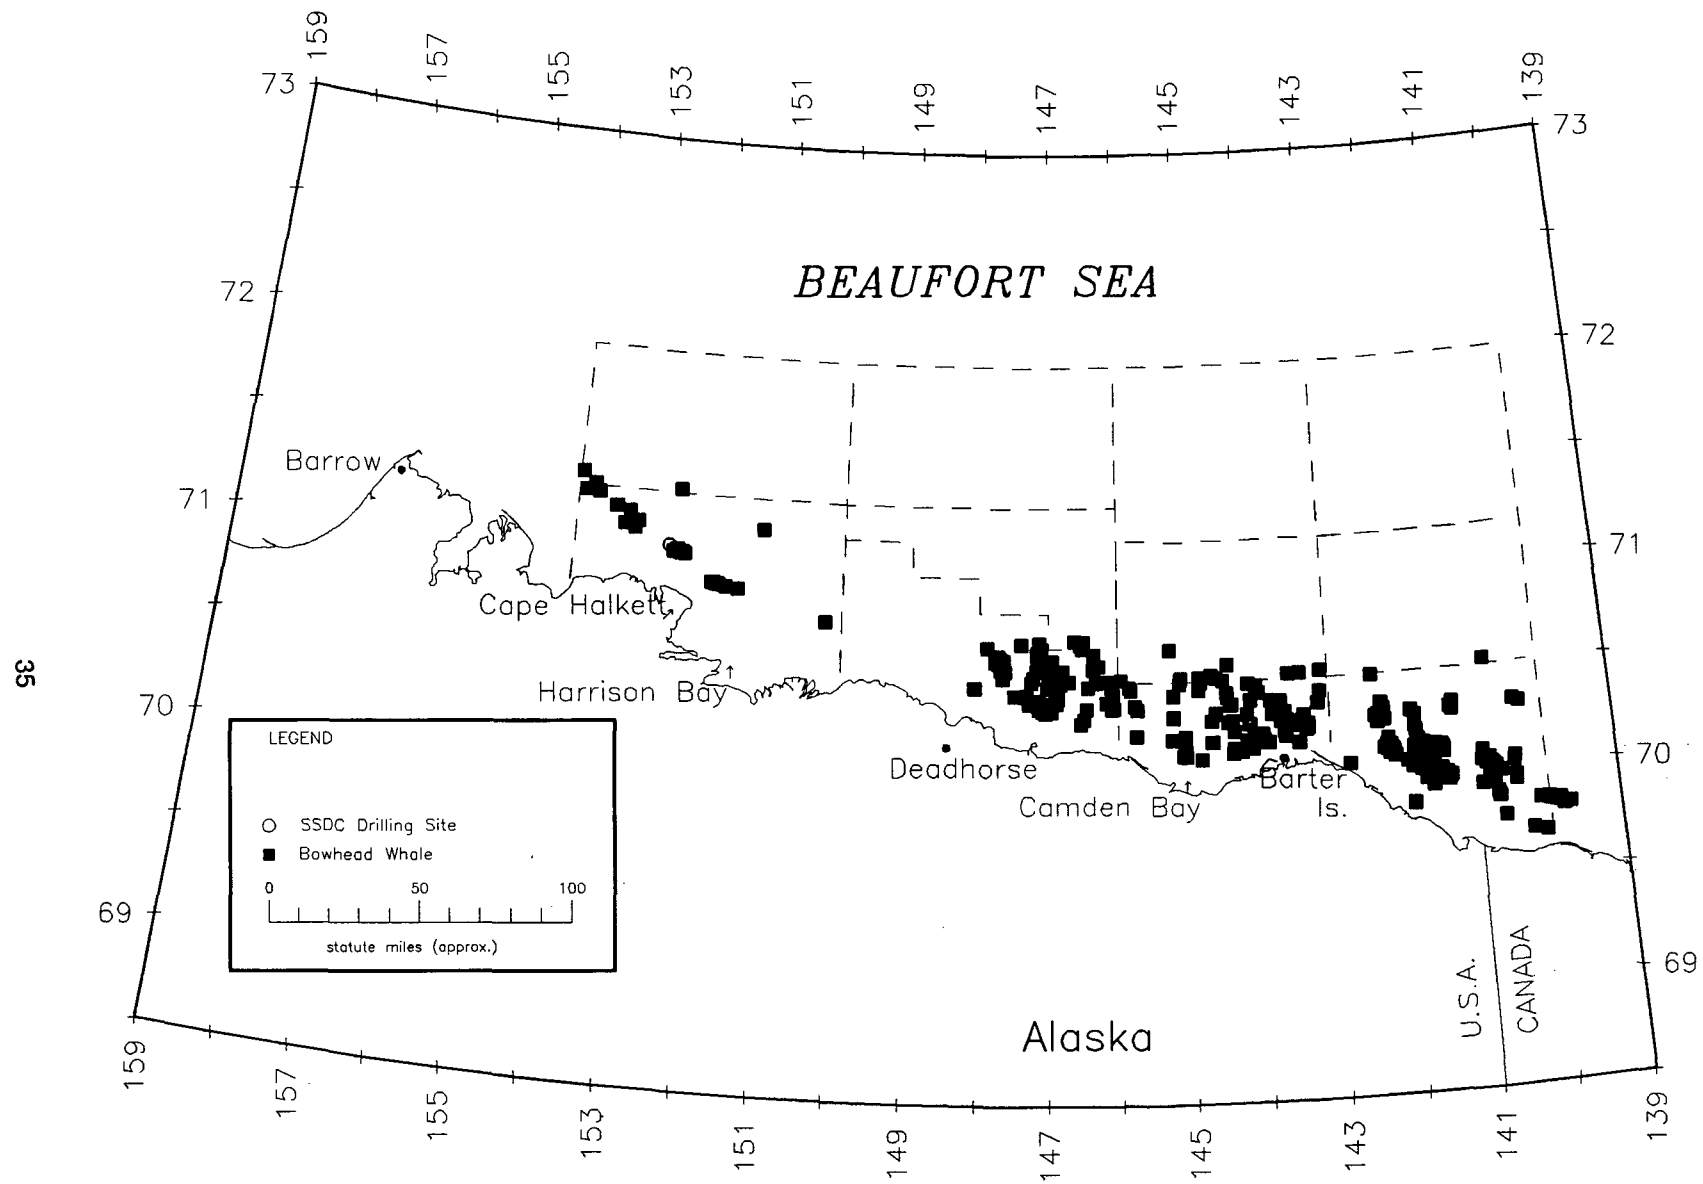 159
157
155
153
151
149
147
145
143
141
139
73
73
BEAUFORT SEA
72
72
Barrow
71
71
Cape Halkett
35
Harrison Bay
70
70
Deadhorse
Camden Bay
Barter
Is.
LEGEND
SSDC Drilling Site
Bowhead Whale
0 50 100
statute miles (approx.)
69
69
U.S.A.
CANADA
Alaska
159
157
155
153
151
149
147
145
143
141
139